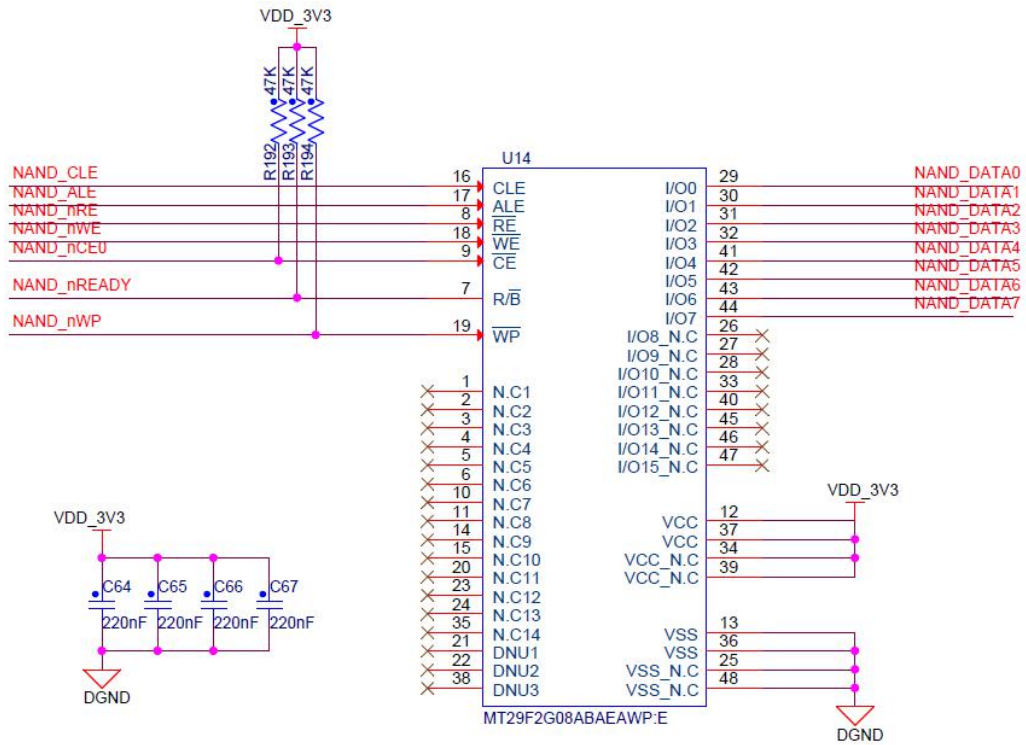 VDD_3V3
47K
47K
47K
R192
R193
R194
U14
NAND_CLE
16
CLE
NAND_ALE
17
ALE
NAND_nRE
8
RE
NAND_nWE
18
WE
NAND_nCE0
9
CE
NAND_nREADY
7
R/B
NAND_nWP
19
WP
1 N.C1
2 N.C2
3 N.C3
4 N.C4
5 N.C5
6 N.C6
10 N.C7
11 N.C8
14 N.C9
15 N.C10
20 N.C11
23 N.C12
24 N.C13
35 N.C14
21 DNU1
22 DNU2
38 DNU3
I/O0 29 NAND_DATA0
I/O1 30 NAND_DATA1
I/O2 31 NAND_DATA2
I/O3 32 NAND_DATA3
I/O4 41 NAND_DATA4
I/O5 42 NAND_DATA5
I/O6 43 NAND_DATA6
I/O7 44 NAND_DATA7
I/O8_N.C 26
I/O9_N.C 27
I/O10_N.C 28
I/O11_N.C 33
I/O12_N.C 40
I/O13_N.C 45
I/O14_N.C 46
I/O15_N.C 47
VDD_3V3
VCC 12
VCC 37
VCC_N.C 34
VCC_N.C 39
VSS 13
VSS 36
VSS_N.C 25
VSS_N.C 48
DGND
MT29F2G08ABAEAWP:E
VDD_3V3
C64 C65 C66 C67
220nF 220nF 220nF 220nF
DGND